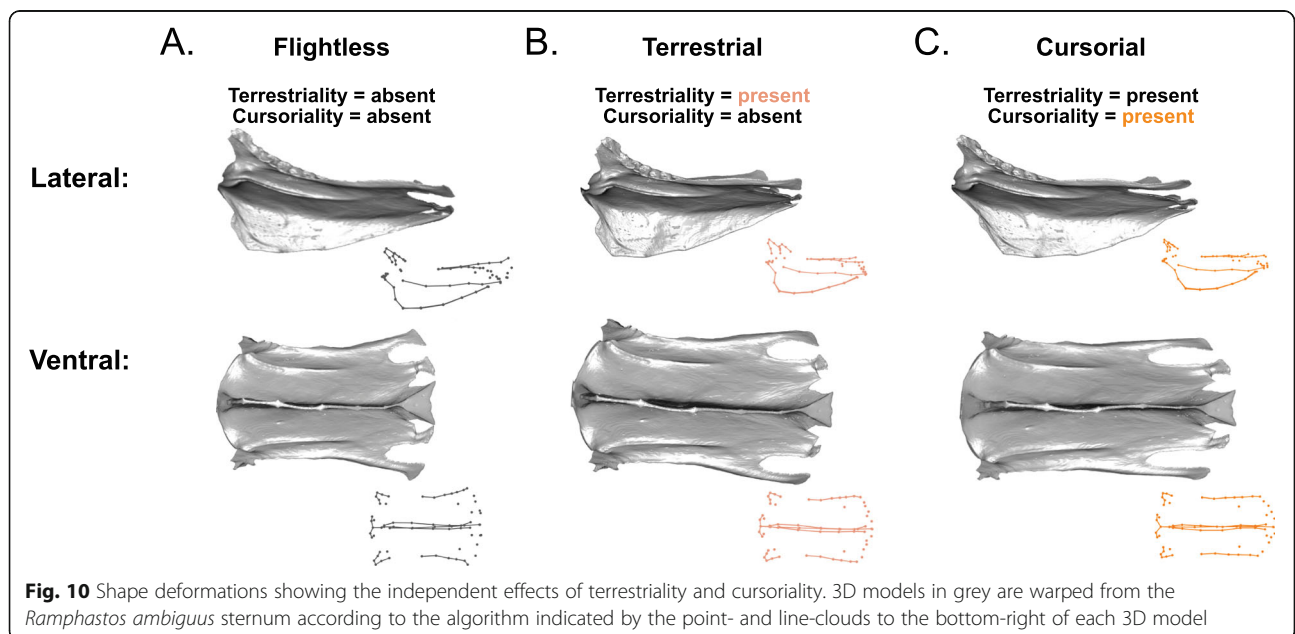 A. Flightless
Terrestriality = absent
Cursoriality = absent
B. Terrestrial
Terrestriality = present
Cursoriality = absent
C. Cursorial
Terrestriality = present
Cursoriality = present
Lateral:
Ventral:
Fig. 10 Shape deformations showing the independent effects of terrestriality and cursoriality. 3D models in grey are warped from the
Ramphastos ambiguus sternum according to the algorithm indicated by the point- and line-clouds to the bottom-right of each 3D model